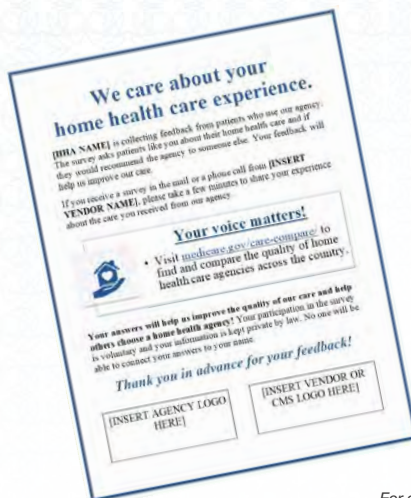 We care about your
home health care experience.
[HHA NAME] is collecting feedback from patients who use our agency.
The survey asks patients like you about their home health care and if
they would recommend the agency to someone else. Your feedback will
help us improve our care.
If you receive a survey in the mail or a phone call from [INSERT
VENDOR NAME], please take a few minutes to share your experience
about the care you received from our agency.
Your voice matters!
• Visit medicare.gov/care-compare/ to
find and compare the quality of home
health care agencies across the country.
Your answers will help us improve the quality of our care and help
others choose a home health agency! Your participation in the survey
is voluntary and your information is kept private by law. No one will be
able to connect your answers to your name.
Thank you in advance for your feedback!
[INSERT AGENCY LOGO
HERE]
[INSERT VENDOR OR
CMS LOGO HERE]
For